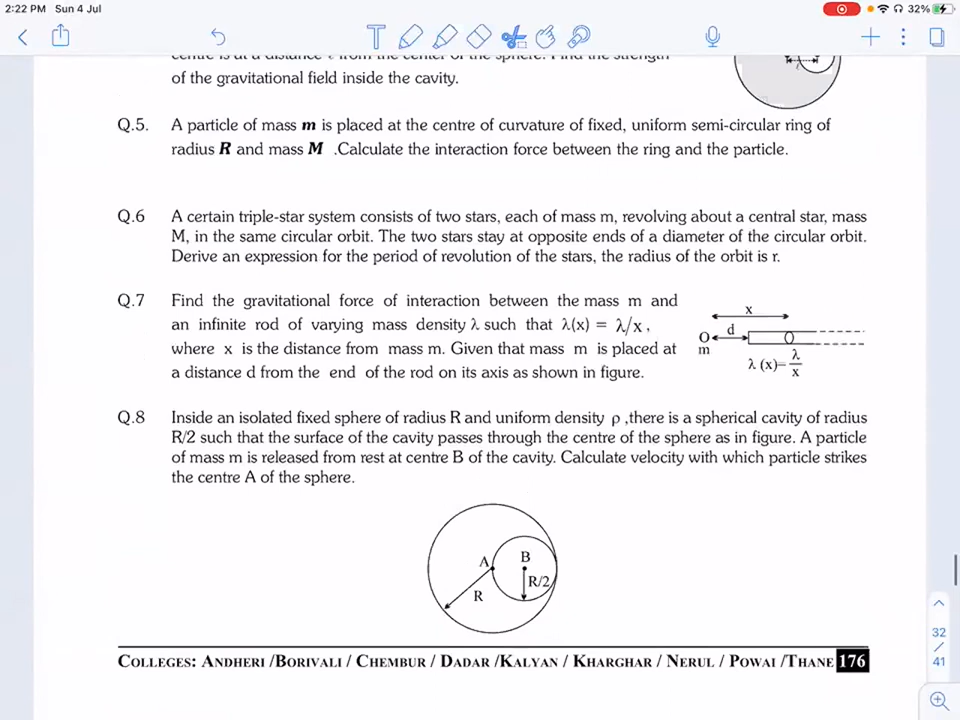 2:22 PM Sun 4 Jul
32%
of the gravitational field inside the cavity.
Q.5. A particle of mass m is placed at the centre of curvature of fixed, uniform semi-circular ring of
radius R and mass M .Calculate the interaction force between the ring and the particle.
Q.6 A certain triple-star system consists of two stars, each of mass m, revolving about a central star, mass
M, in the same circular orbit. The two stars stay at opposite ends of a diameter of the circular orbit.
Derive an expression for the period of revolution of the stars, the radius of the orbit is r.
Q.7 Find the gravitational force of interaction between the mass m and
an infinite rod of varying mass density λ such that λ(x) = λ/x,
where x is the distance from mass m. Given that mass m is placed at
a distance d from the end of the rod on its axis as shown in figure.
x
O d
m
λ (x)= λ/x
Q.8 Inside an isolated fixed sphere of radius R and uniform density ρ ,there is a spherical cavity of radius
R/2 such that the surface of the cavity passes through the centre of the sphere as in figure. A particle
of mass m is released from rest at centre B of the cavity. Calculate velocity with which particle strikes
the centre A of the sphere.
A B
R/2
R
COLLEGES: ANDHERI /BORIVALI / CHEMBUR / DADAR /KALYAN / KHARGHAR / NERUL / POWAI /THANE 176
32
/
41